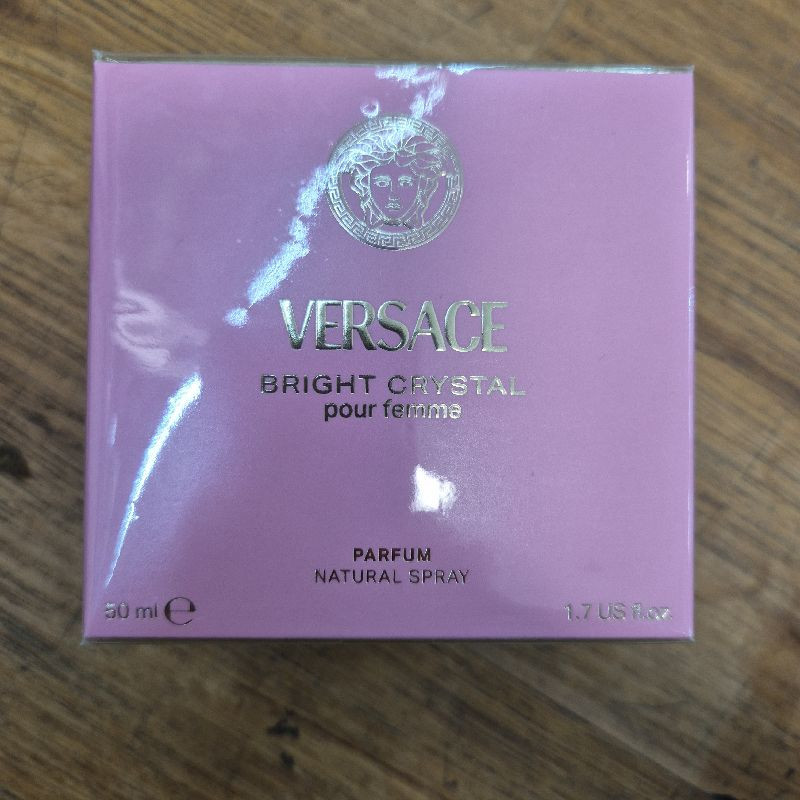 VERSACE
BRIGHT CRYSTAL
pour femme
PARFUM
NATURAL SPRAY
50 ml ℮
1.7 US fl.oz